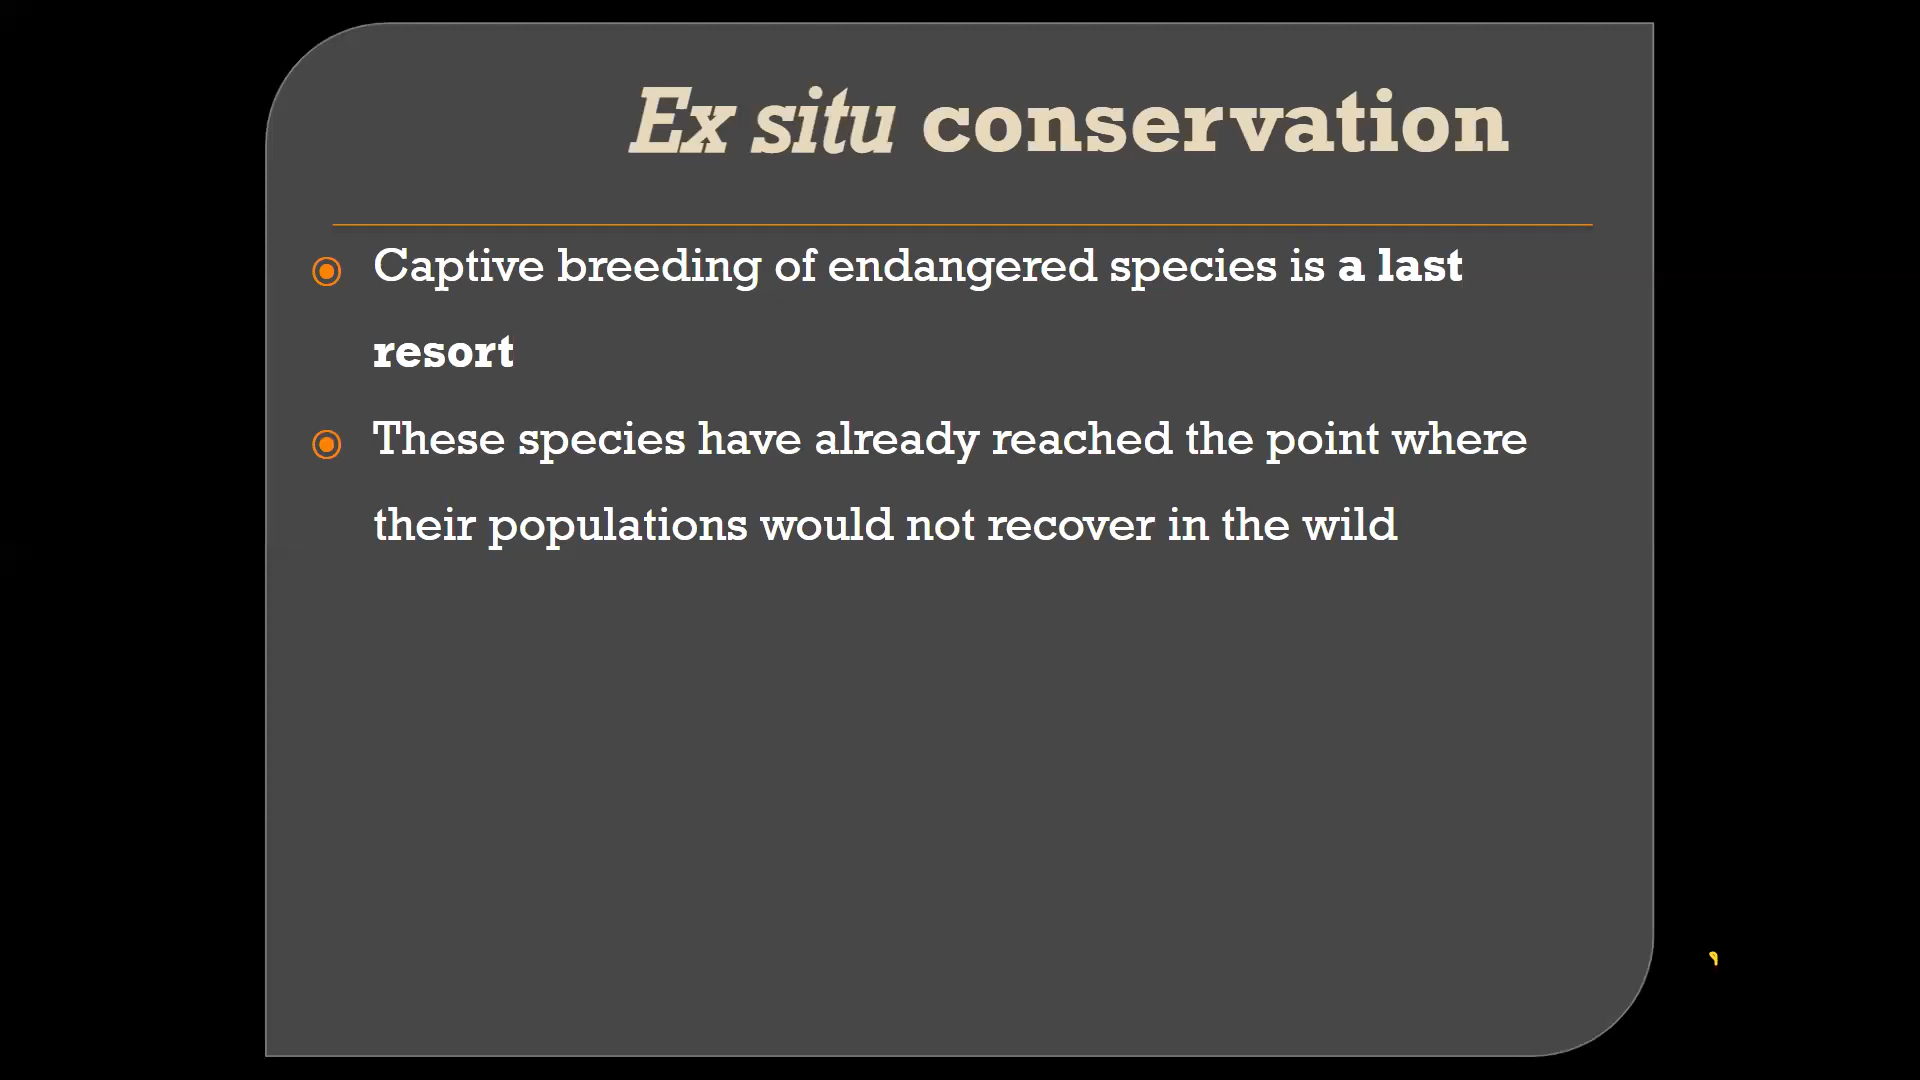 Ex situ conservation
Captive breeding of endangered species is a last
resort
These species have already reached the point where
their populations would not recover in the wild